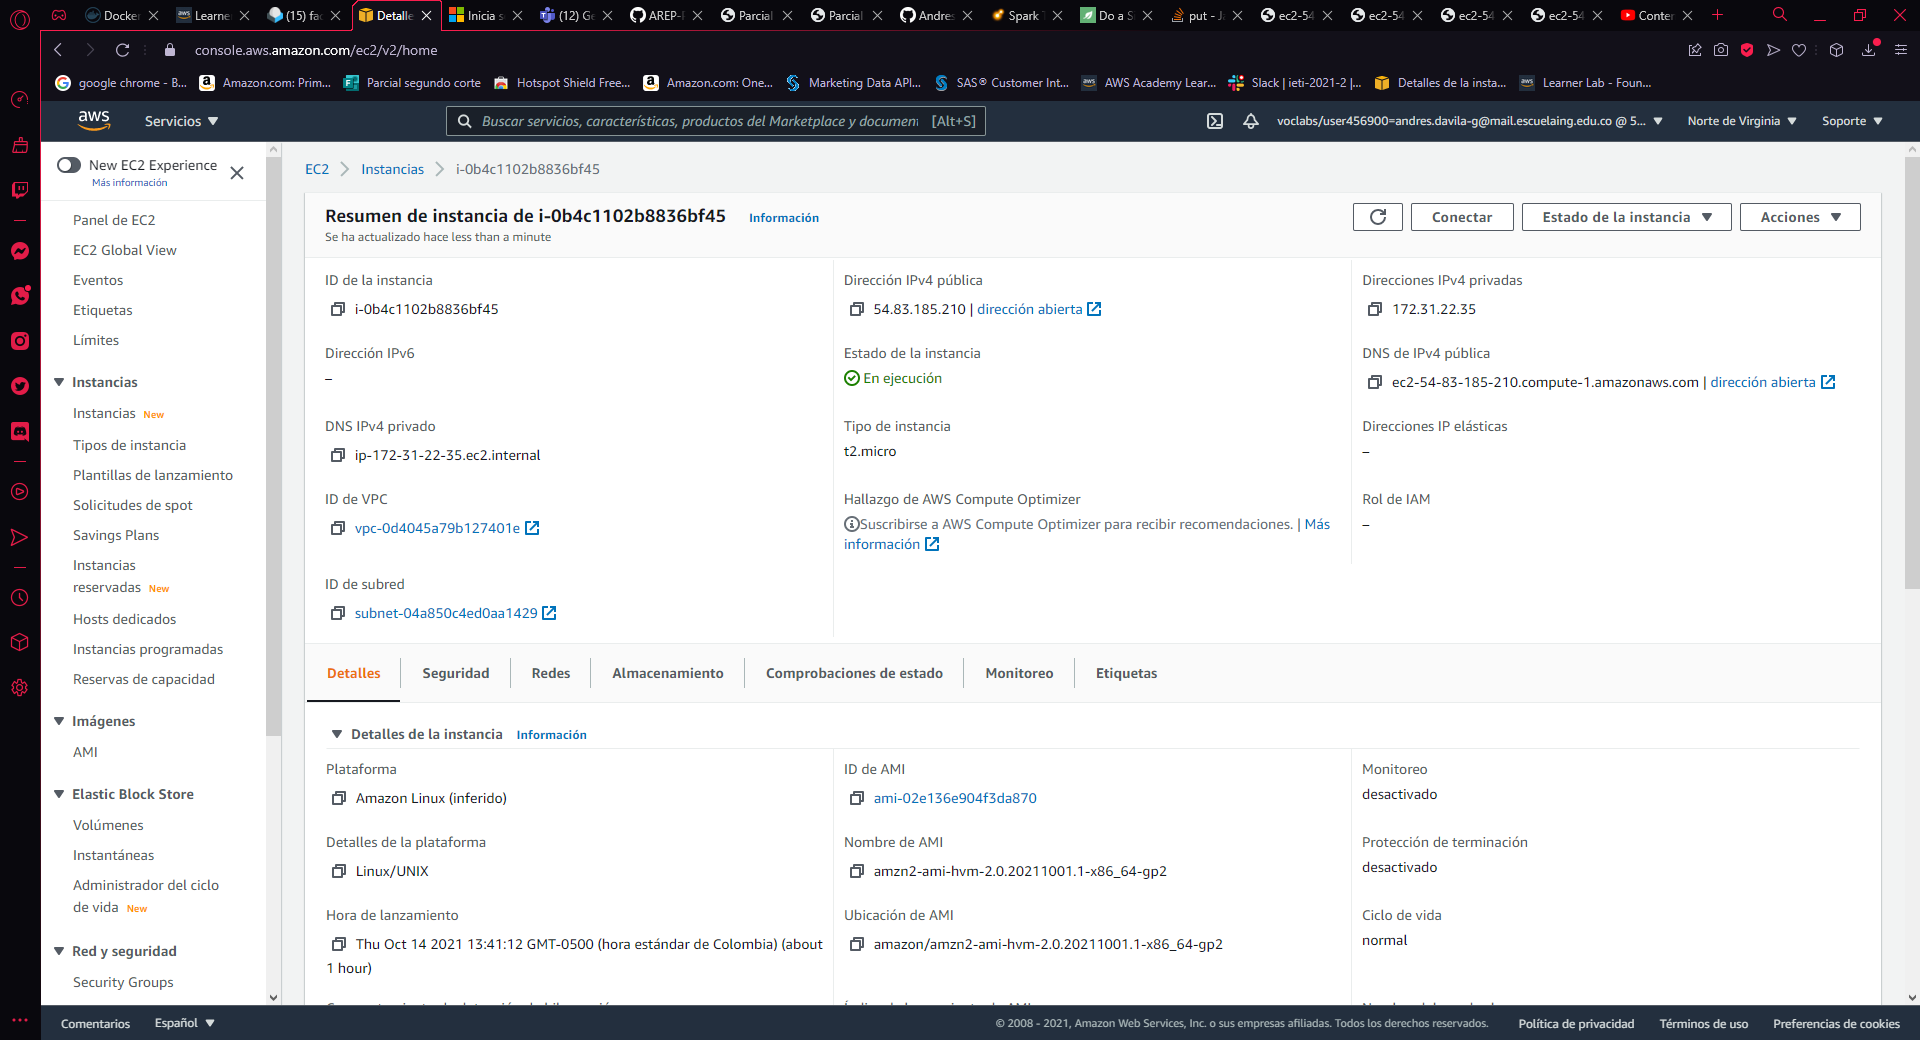 Docker
Learner
(15) fac
Detalle
Inicia s
(12) Ge
AREP-
Parcial
Parcial
Andres
Spark
Do a S
put - Ja
ec2-54
ec2-54
ec2-54
ec2-54
Conter
console.aws.amazon.com/ec2/v2/home
google chrome - B...
Amazon.com: Prim...
Parcial segundo corte
Hotspot Shield Free...
Amazon.com: One...
Marketing Data API...
SAS® Customer Int...
AWS Academy Lear...
Slack | ieti-2021-2 |...
Detalles de la insta...
Learner Lab - Foun...
aws
Servicios
Buscar servicios, características, productos del Marketplace y document
[Alt+S]
voclabs/user456900=andres.davila-g@mail.escuelaing.edu.co @ 5...
Norte de Virginia
Soporte
New EC2 Experience
Más información
Panel de EC2
EC2 Global View
Eventos
Etiquetas
Límites
Instancias
Instancias New
Tipos de instancia
Plantillas de lanzamiento
Solicitudes de spot
Savings Plans
Instancias
reservadas New
Hosts dedicados
Instancias programadas
Reservas de capacidad
Imágenes
AMI
Elastic Block Store
Volúmenes
Instantáneas
Administrador del ciclo
de vida New
Red y seguridad
Security Groups
EC2
Instancias
i-0b4c1102b8836bf45
Resumen de instancia de i-0b4c1102b8836bf45
Información
Se ha actualizado hace less than a minute
Conectar
Estado de la instancia
Acciones
ID de la instancia
i-0b4c1102b8836bf45
Dirección IPv4 pública
54.83.185.210 | dirección abierta
Direcciones IPv4 privadas
172.31.22.35
Dirección IPv6
–
Estado de la instancia
En ejecución
DNS de IPv4 pública
ec2-54-83-185-210.compute-1.amazonaws.com | dirección abierta
DNS IPv4 privado
ip-172-31-22-35.ec2.internal
Tipo de instancia
t2.micro
Direcciones IP elásticas
–
ID de VPC
vpc-0d4045a79b127401e
Hallazgo de AWS Compute Optimizer
Suscribirse a AWS Compute Optimizer para recibir recomendaciones. | Más
información
Rol de IAM
–
ID de subred
subnet-04a850c4ed0aa1429
Detalles
Seguridad
Redes
Almacenamiento
Comprobaciones de estado
Monitoreo
Etiquetas
Detalles de la instancia
Información
Plataforma
Amazon Linux (inferido)
ID de AMI
ami-02e136e904f3da870
Monitoreo
desactivado
Detalles de la plataforma
Linux/UNIX
Nombre de AMI
amzn2-ami-hvm-2.0.20211001.1-x86_64-gp2
Protección de terminación
desactivado
Hora de lanzamiento
Thu Oct 14 2021 13:41:12 GMT-0500 (hora estándar de Colombia) (about
1 hour)
Ubicación de AMI
amazon/amzn2-ami-hvm-2.0.20211001.1-x86_64-gp2
Ciclo de vida
normal
Comentarios
Español
© 2008 - 2021, Amazon Web Services, Inc. o sus empresas afiliadas. Todos los derechos reservados.
Política de privacidad
Términos de uso
Preferencias de cookies